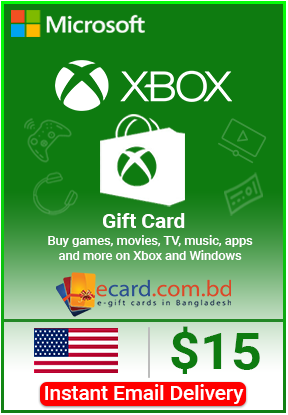 Microsoft
XBOX
Gift Card
Buy games, movies, TV, music, apps
and more on Xbox and Windows
ecard.com.bd
e-gift cards in Bangladesh
$15
Instant Email Delivery